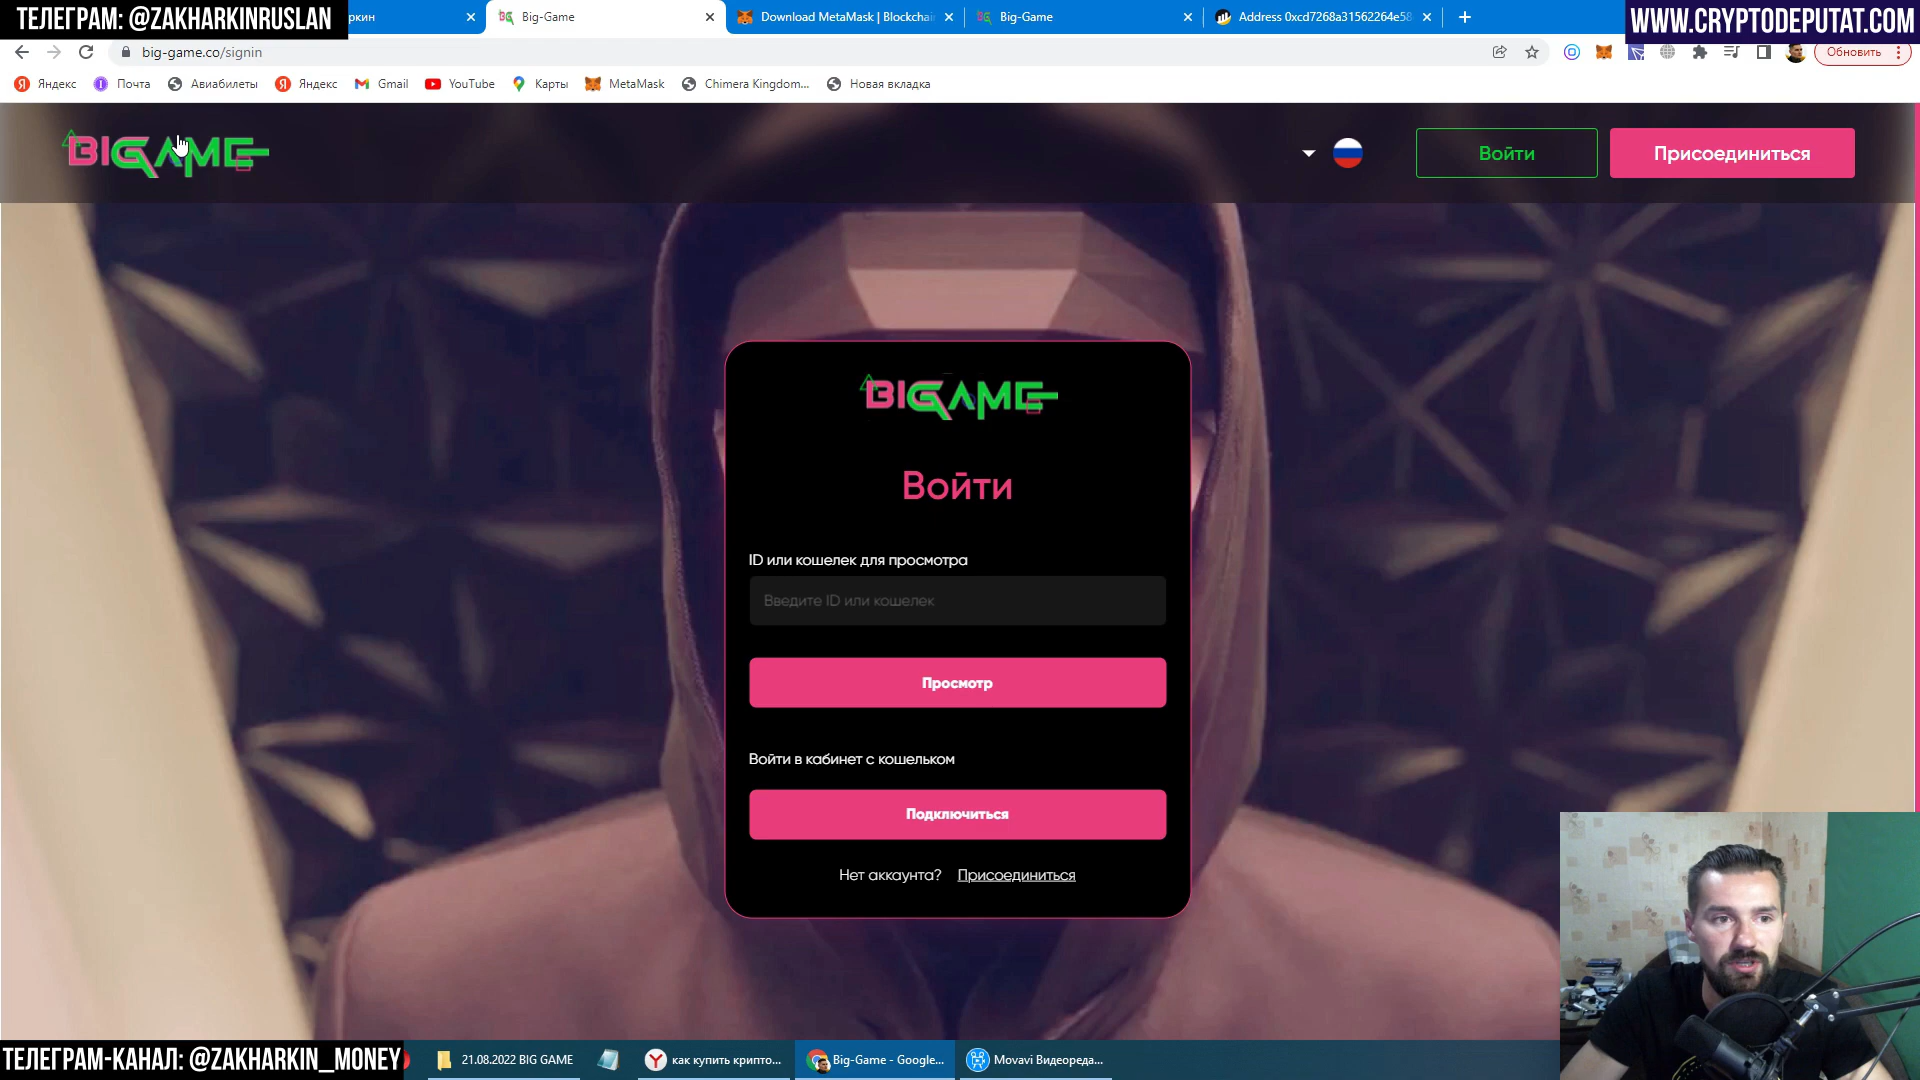 ТЕЛЕГРАМ: @ZAKHARKINRUSLAN
ркин
Big-Game
Download MetaMask | Blockchai
Big-Game
Address 0xcd7268a31562264e58
WWW.CRYPTODEPUTAT.COM
big-game.co/signin
Обновить
Яндекс
Почта
Авиабилеты
Яндекс
Gmail
YouTube
Карты
MetaMask
Chimera Kingdom...
Новая вкладка
BIGAME
Войти
Присоединиться
BIGAME
Войти
ID или кошелек для просмотра
Введите ID или кошелек
Просмотр
Войти в кабинет с кошельком
Подключиться
Нет аккаунта? Присоединиться
ТЕЛЕГРАМ-КАНАЛ: @ZAKHARKIN_MONEY
21.08.2022 BIG GAME
как купить крипто...
Big-Game - Google...
Movavi Видеореда...